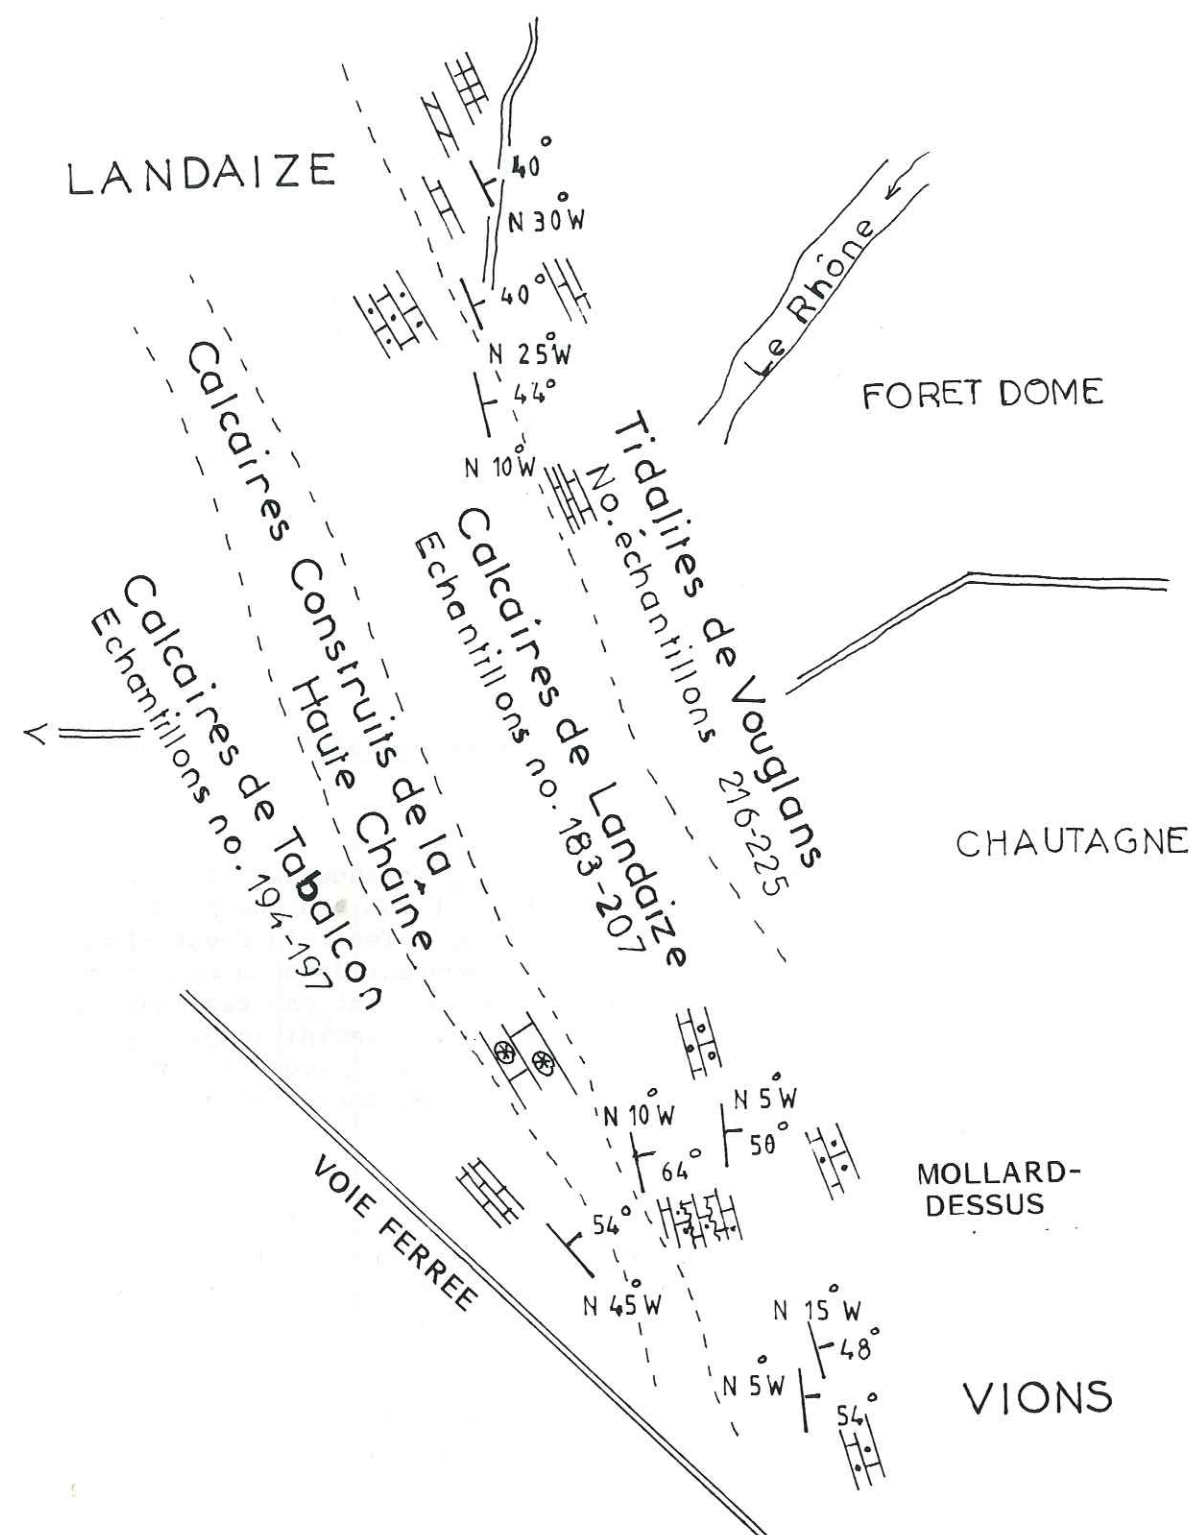 LANDAIZE
40°
N 30° W
40°
N 25° W
44°
N 10° W
Le Rhône
FORET DOME
Tidalites de Vouglans
No. échantillons 216-225
Calcaires de Landaize
Echantillons no. 183-207
Calcaires Construits de la
Haute Chaîne
Calcaires de Tabalcon
Echantillons no. 194-197
CHAUTAGNE
N 10° W
64°
N 5° W
50°
MOLLARD-
DESSUS
VOIE FERREE
54°
N 45° W
N 15° W
48°
N 5° W
54°
VIONS